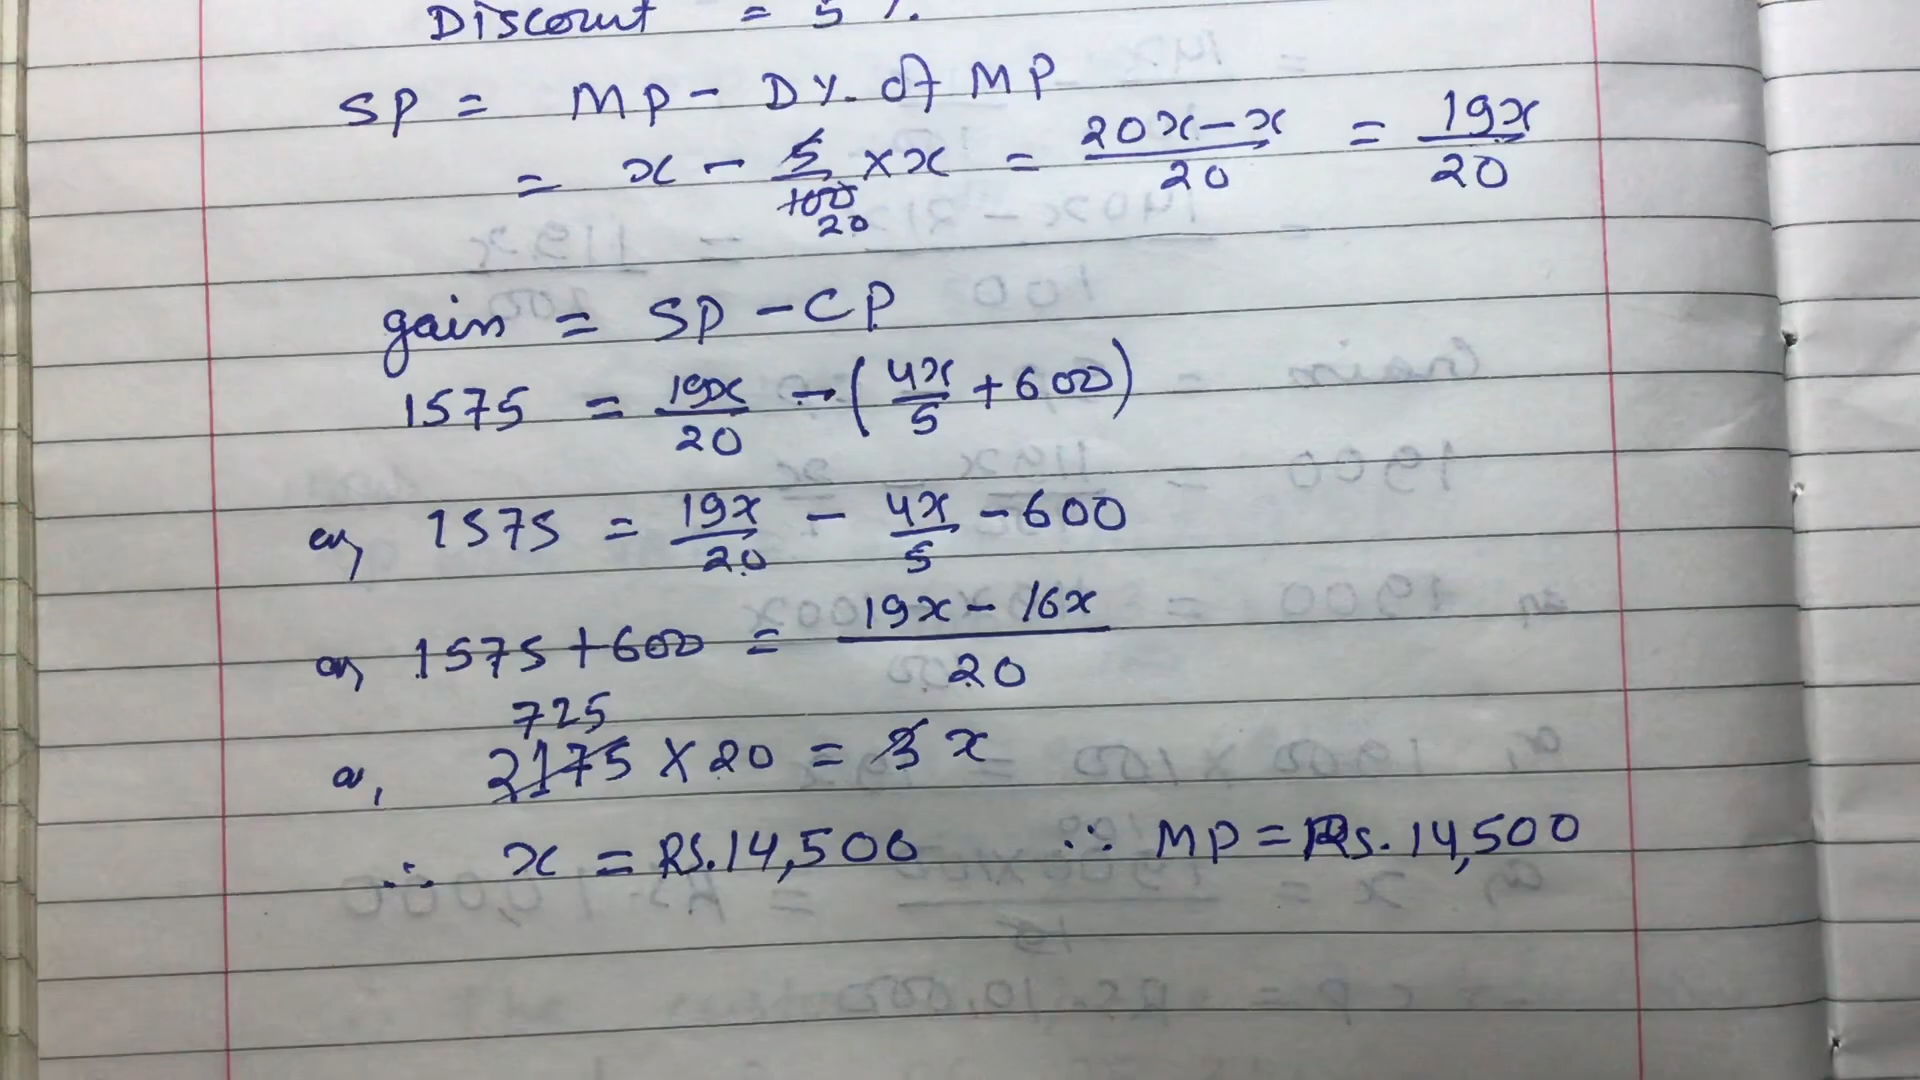 Discount = 5 %.
SP = MP - D%. of MP
= x - 5/100 20 × x = 20x - x / 20 = 19x / 20
gain = SP - CP
1575 = 19x/20 - (4x/5 + 600)
or, 1575 = 19x/20 - 4x/5 - 600
or, 1575 + 600 = 19x - 16x / 20
725
or, 2175 × 20 = 3x
∴ x = RS. 14,500 ∴ MP = RS. 14,500